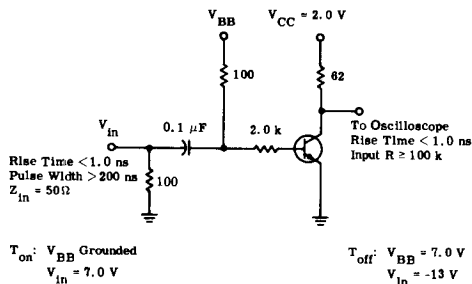 V_BB
V_CC = 2.0 V
100
62
V_in
0.1 μF
2.0 k
To Oscilloscope
Rise Time < 1.0 ns
Input R ≥ 100 k
Rise Time < 1.0 ns
Pulse Width > 200 ns
Z_in = 50Ω
100
T_on: V_BB Grounded
V_in = 7.0 V
T_off: V_BB = 7.0 V
V_in = -13 V